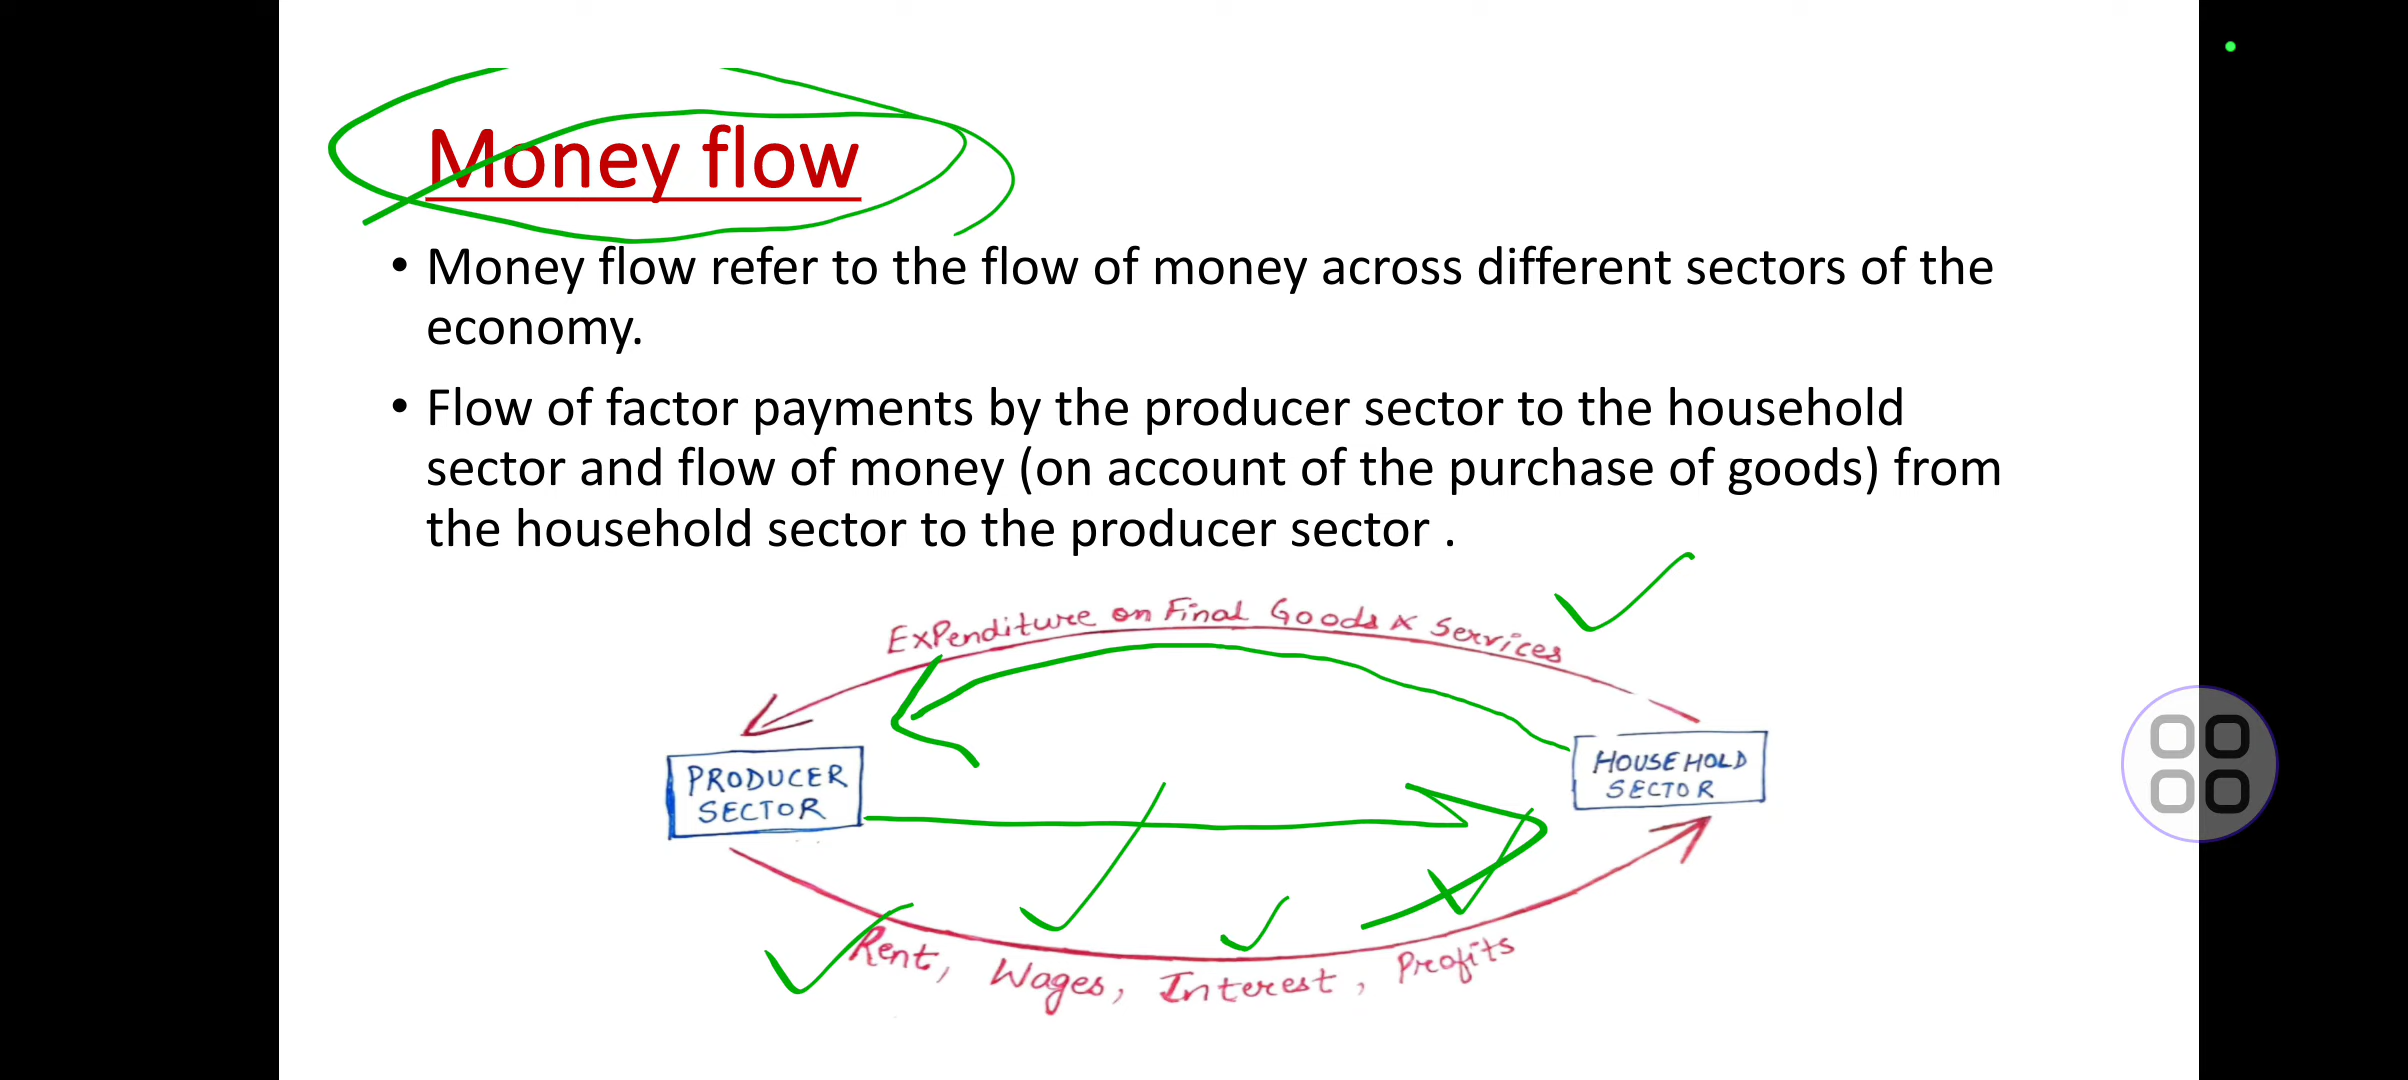 Money flow
• Money flow refer to the flow of money across different sectors of the
economy.
• Flow of factor payments by the producer sector to the household
sector and flow of money (on account of the purchase of goods) from
the household sector to the producer sector .
Expenditure on Final Goods & Services
PRODUCER
SECTOR
HOUSEHOLD
SECTOR
Rent, Wages, Interest, Profits